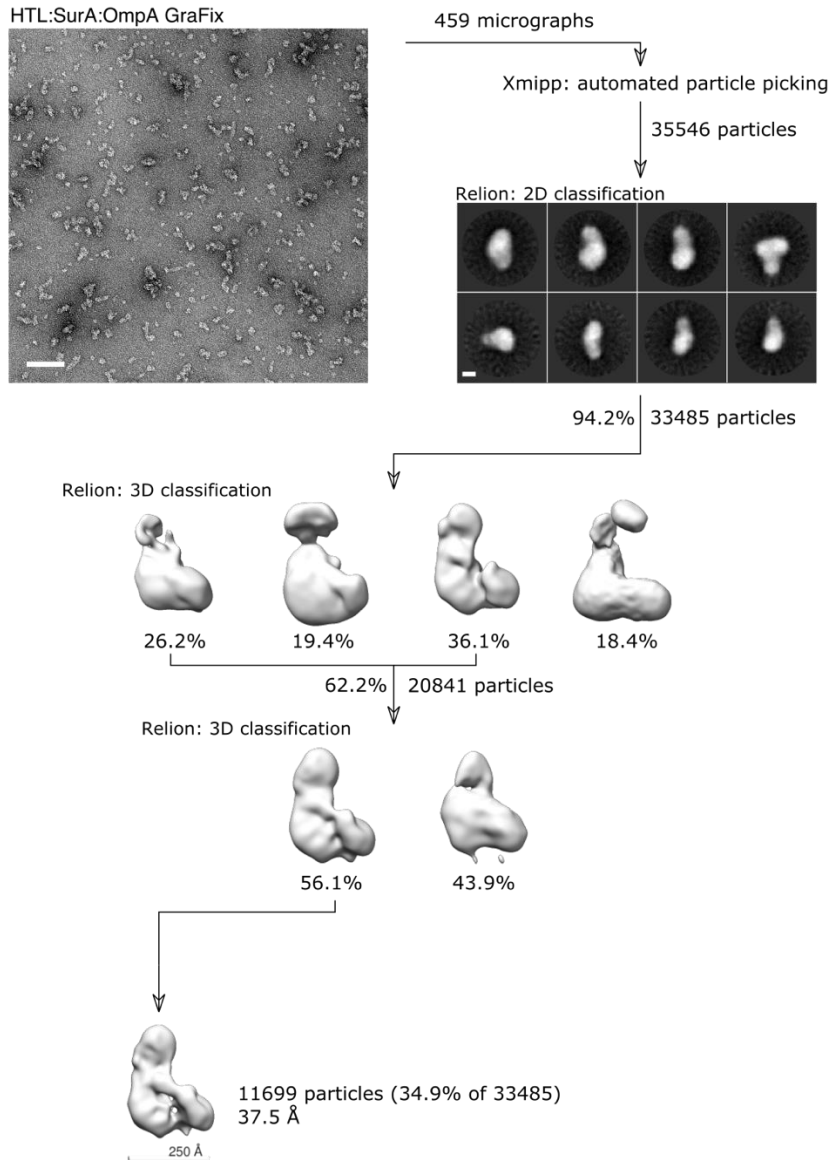 HTL:SurA:OmpA GraFix
459 micrographs
Xmipp: automated particle picking
35546 particles
Relion: 2D classification
94.2% 33485 particles
Relion: 3D classification
26.2% 19.4% 36.1% 18.4%
62.2% 20841 particles
Relion: 3D classification
56.1% 43.9%
11699 particles (34.9% of 33485)
37.5 Å
250 Å